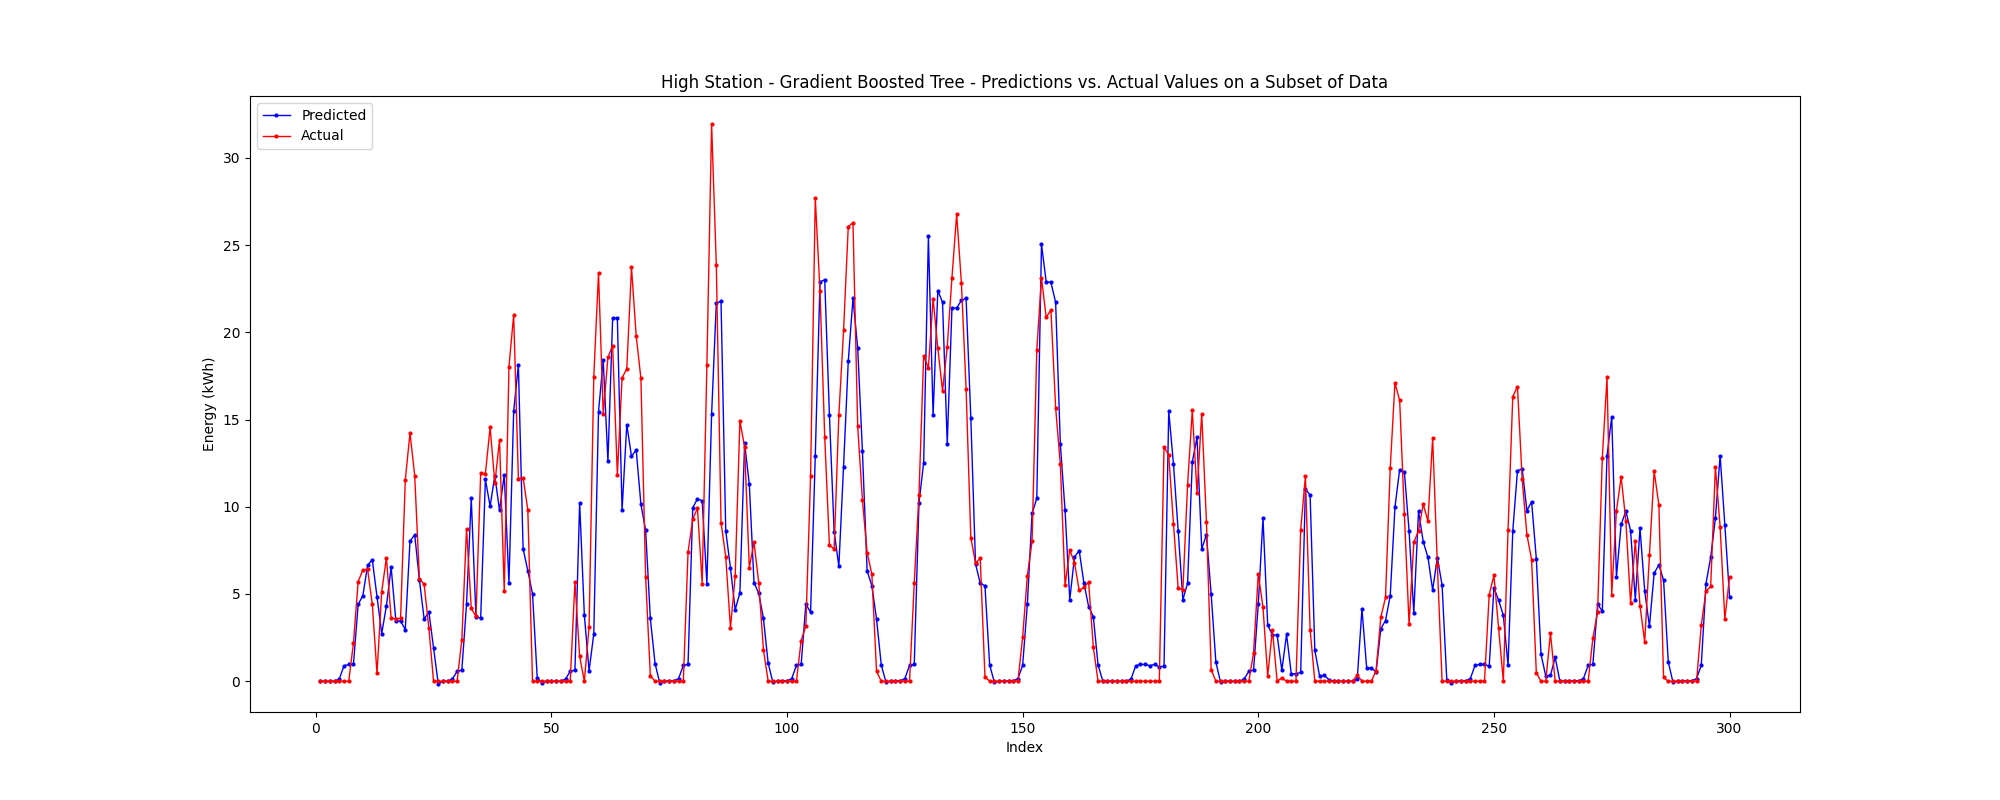 High Station - Gradient Boosted Tree - Predictions vs. Actual Values on a Subset of Data
Predicted
Actual
30
25
20
15
10
5
0
Energy (kWh)
0 50 100 150 200 250 300
Index